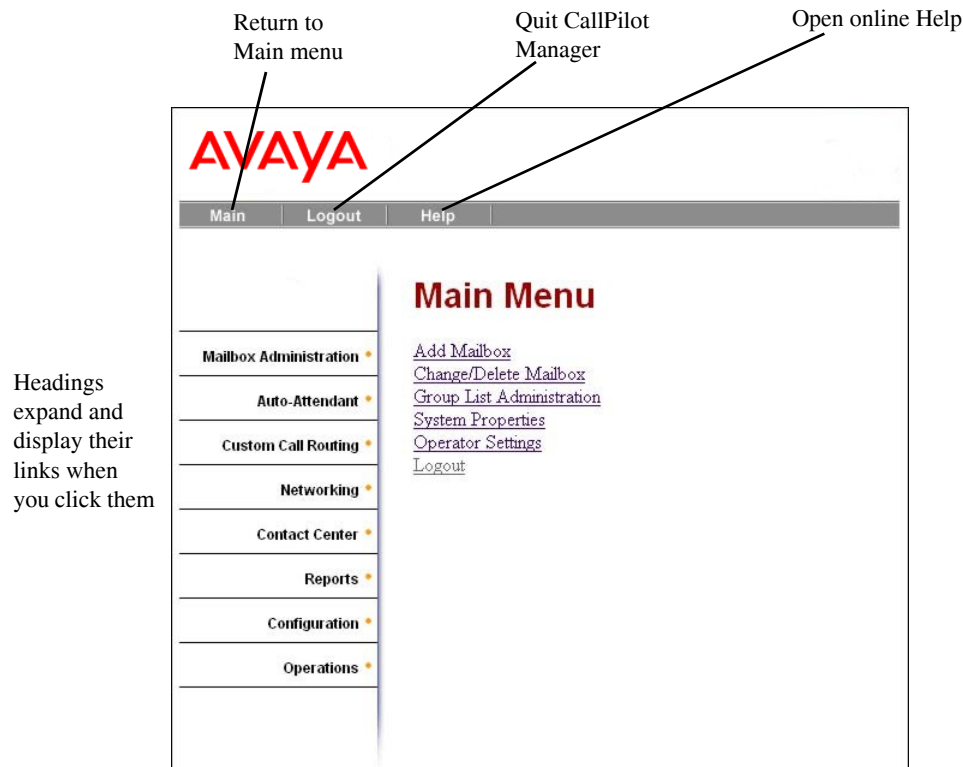 Return to
Main menu
Quit CallPilot
Manager
Open online Help
AVAYA
Main
Logout
Help
Main Menu
Mailbox Administration
Auto-Attendant
Custom Call Routing
Networking
Contact Center
Reports
Configuration
Operations
Add Mailbox
Change/Delete Mailbox
Group List Administration
System Properties
Operator Settings
Logout
Headings
expand and
display their
links when
you click them